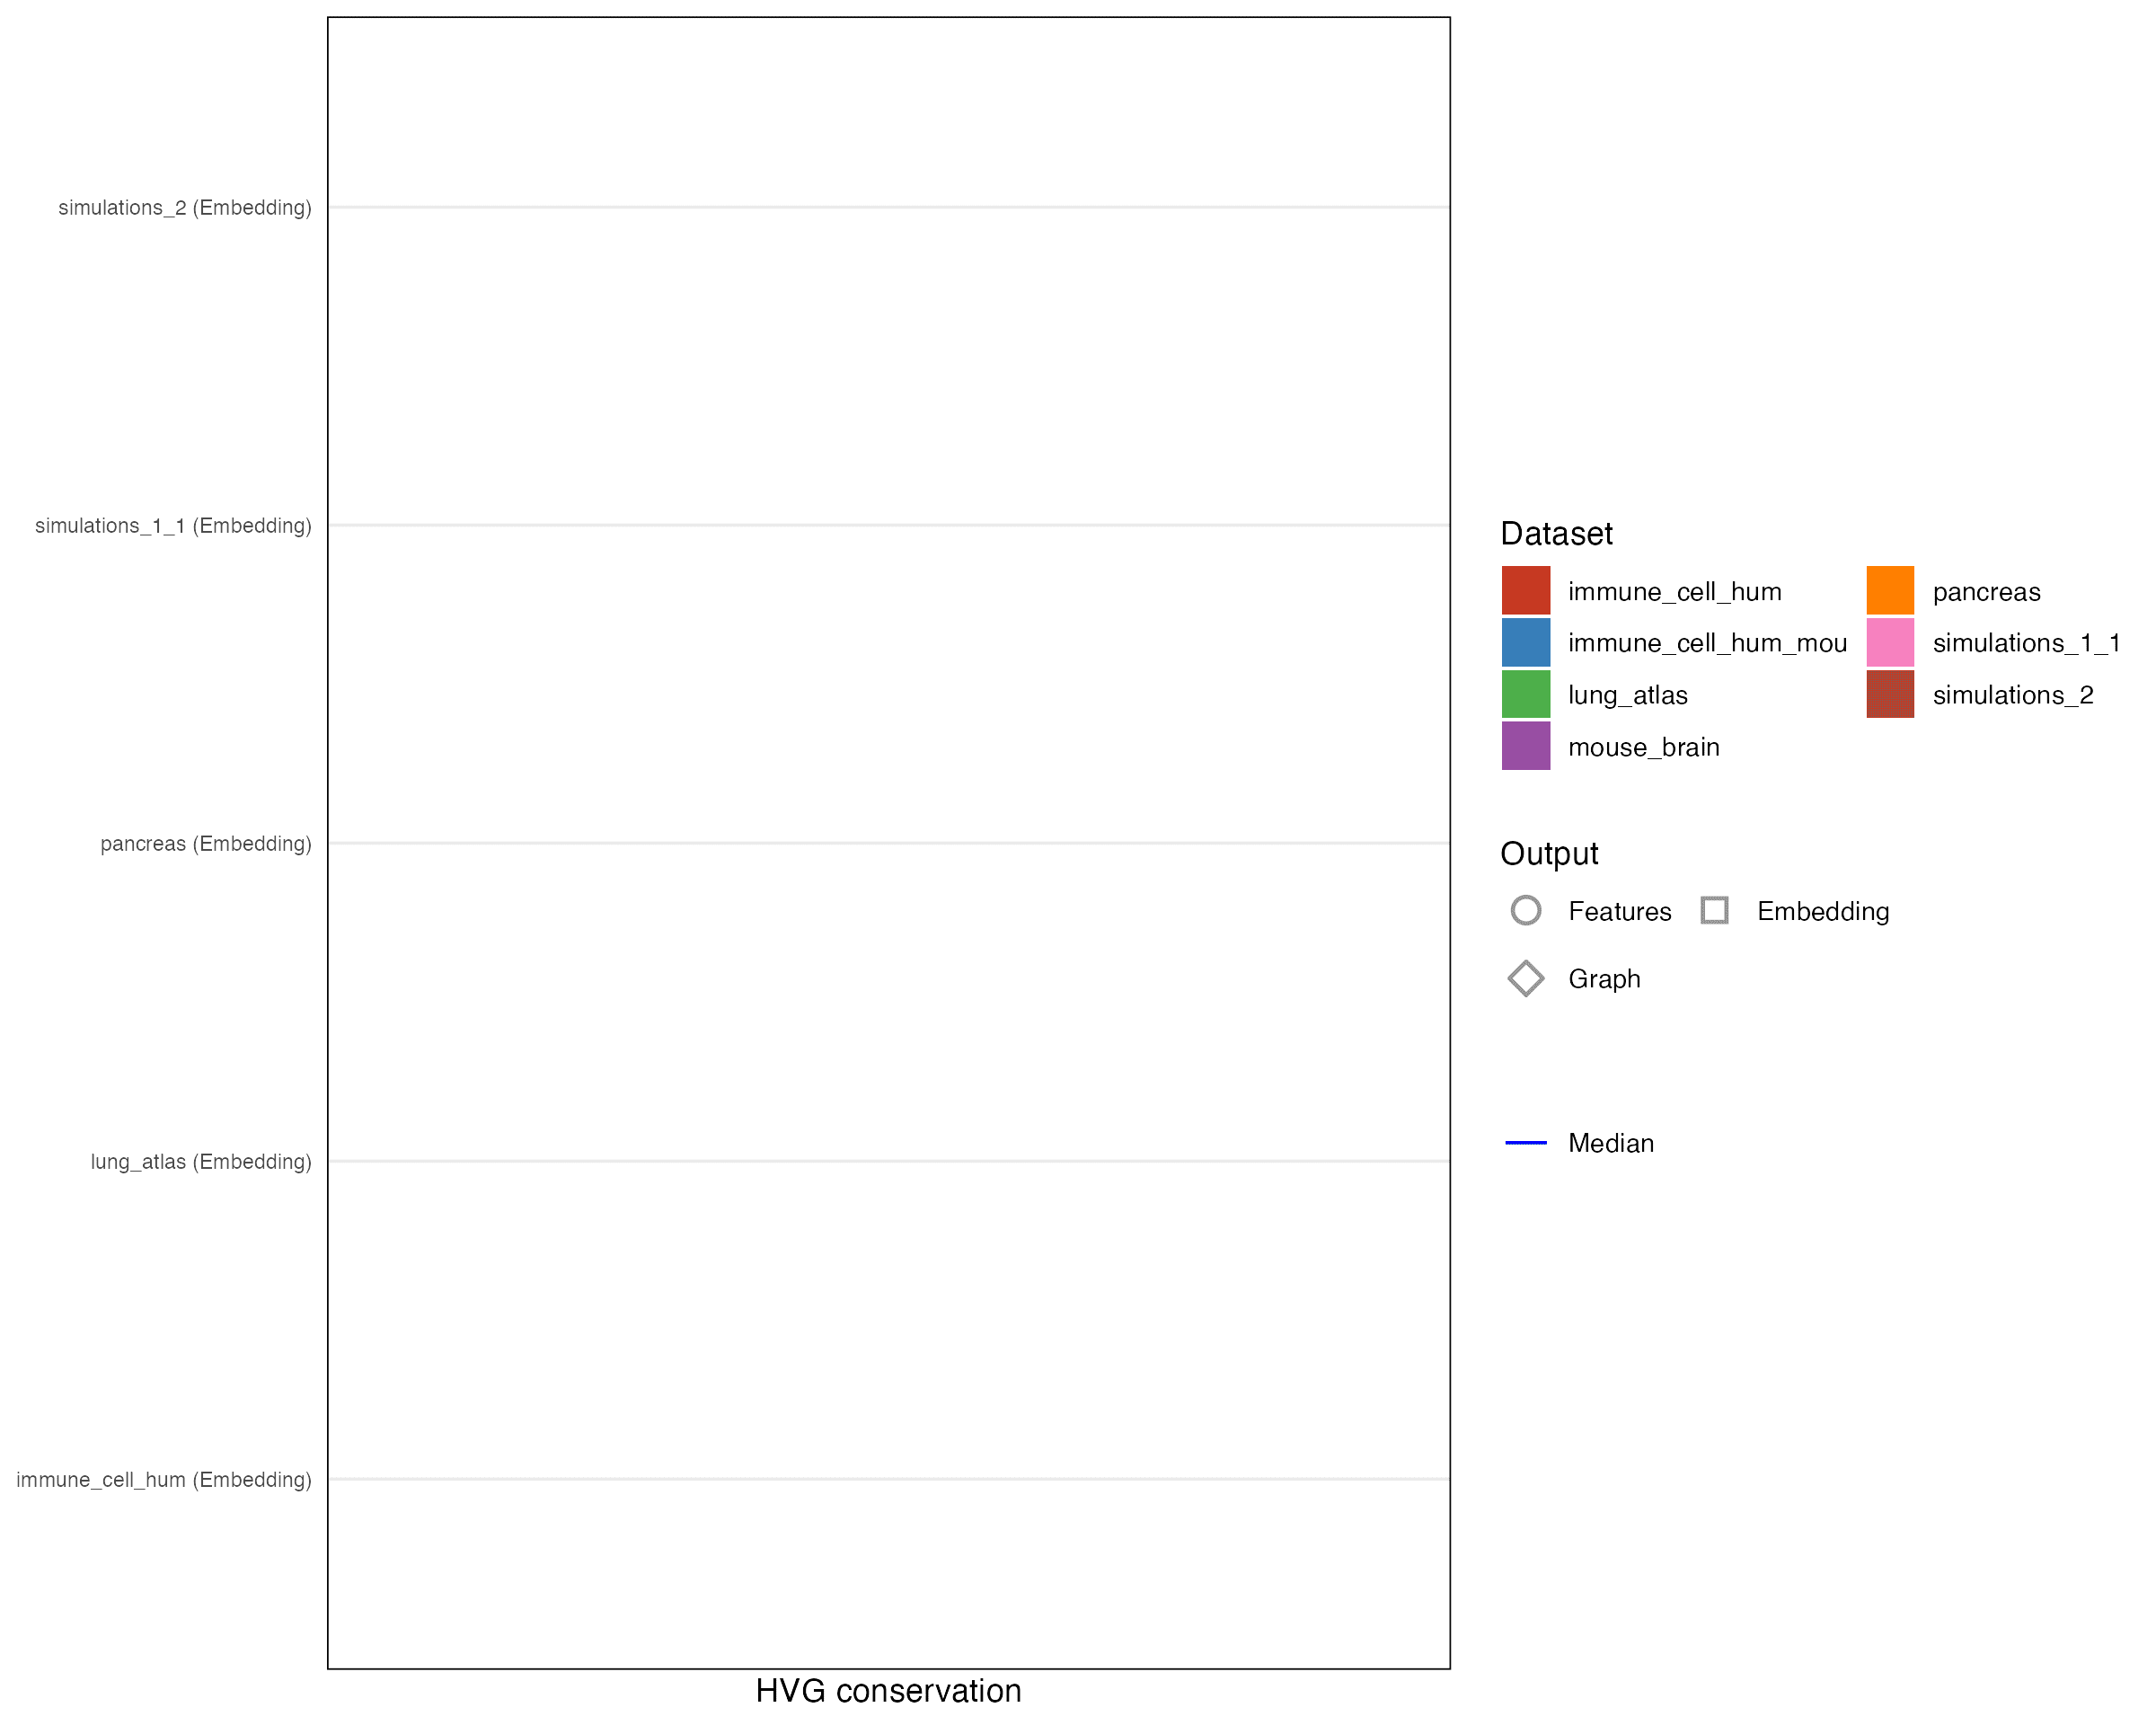 simulations_2 (Embedding)
simulations_1_1 (Embedding)
pancreas (Embedding)
lung_atlas (Embedding)
immune_cell_hum (Embedding)
HVG conservation
Dataset
immune_cell_hum
immune_cell_hum_mou
lung_atlas
mouse_brain
pancreas
simulations_1_1
simulations_2
Output
Features
Embedding
Graph
Median